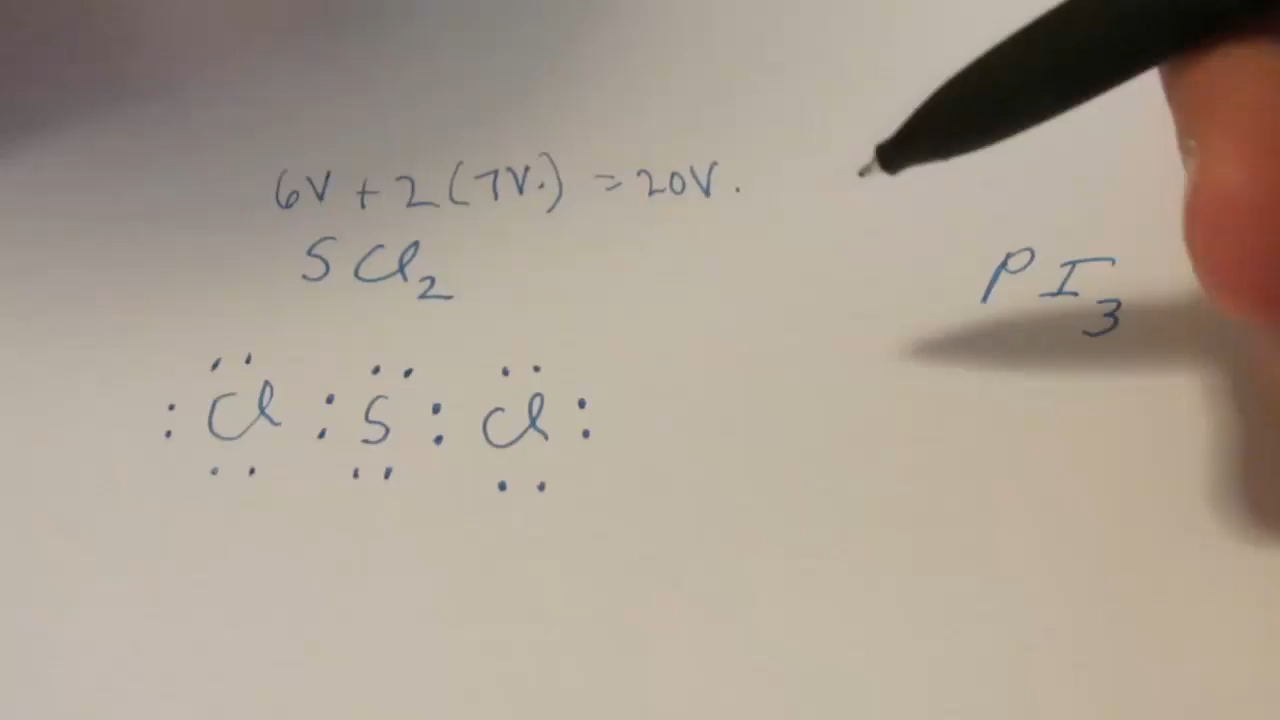 6V + 2 (7V.) = 20V.
SCl₂
PI₃
:Cl : S : Cl: